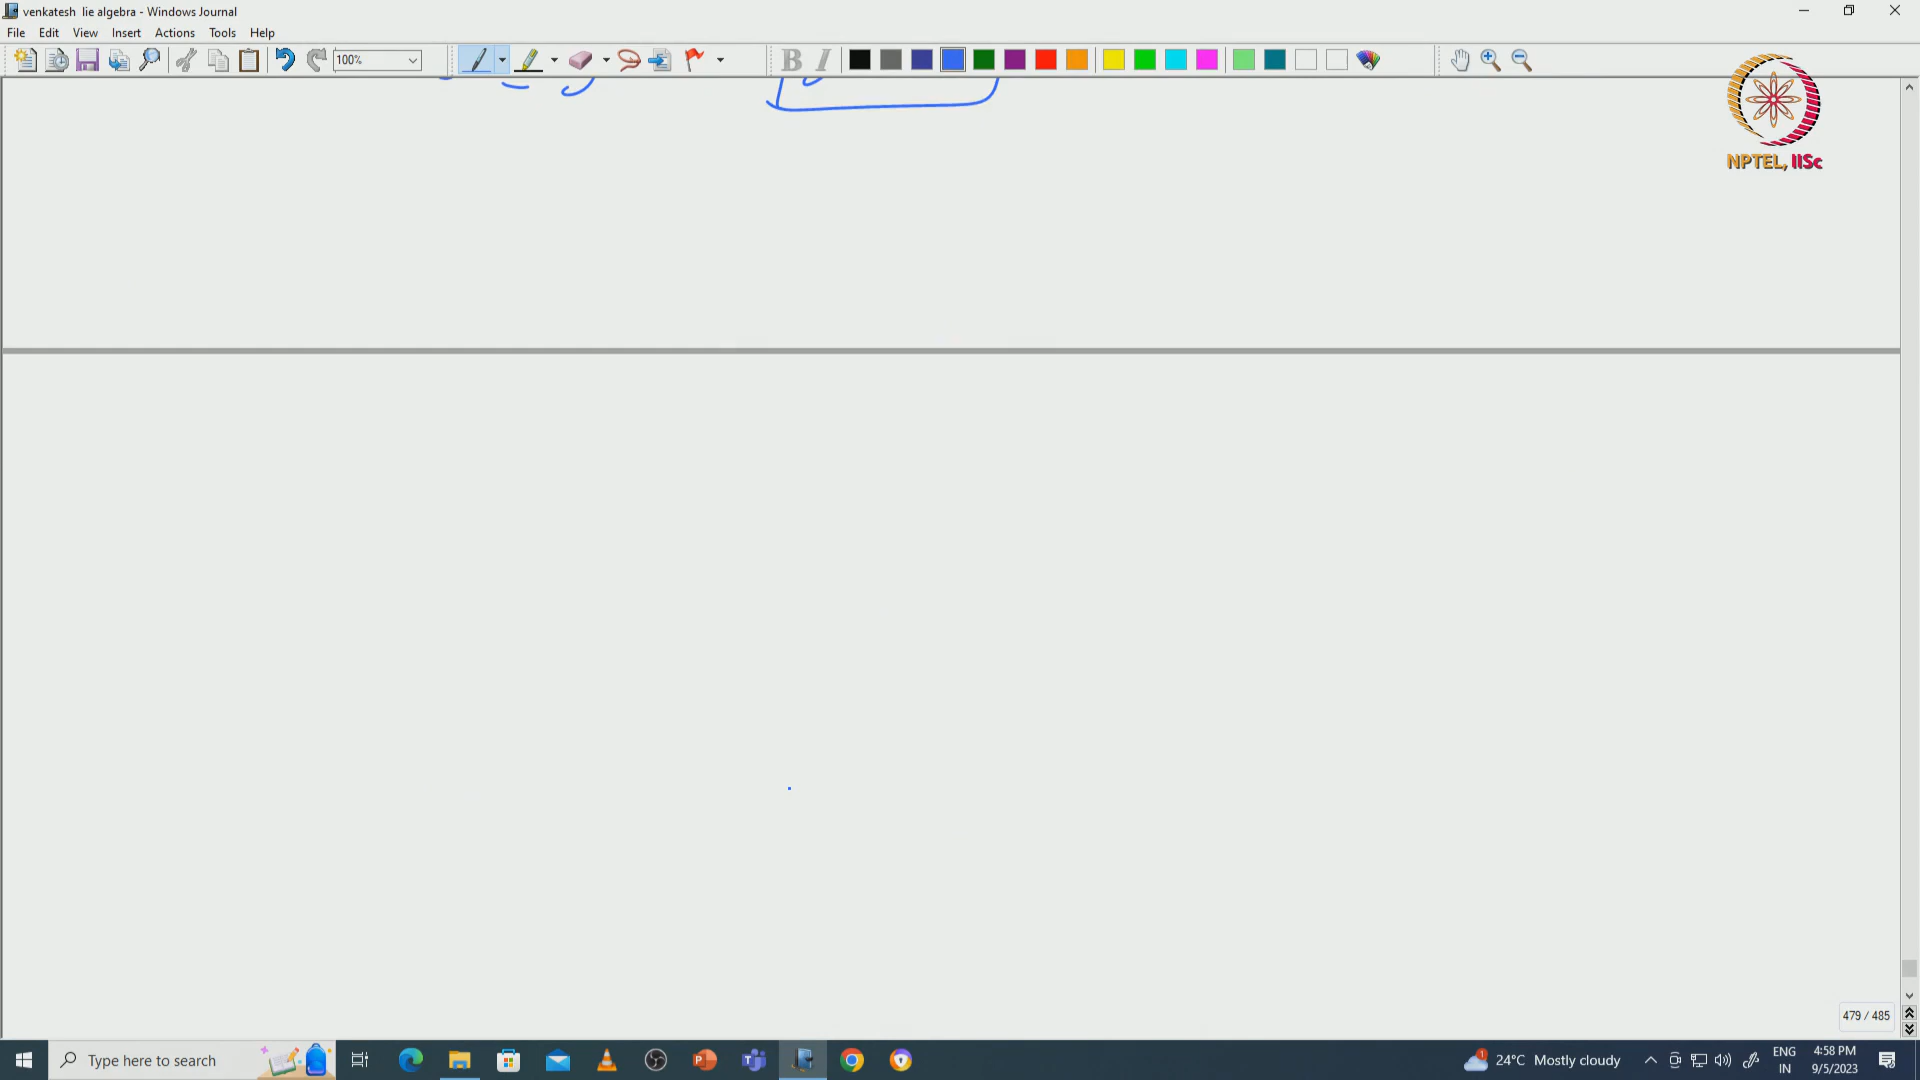 venkatesh lie algebra - Windows Journal
File Edit View Insert Actions Tools Help
100%
B I
NPTEL, IISc
479 / 485
Type here to search
1 24°C Mostly cloudy
ENG
IN
4:58 PM
9/5/2023